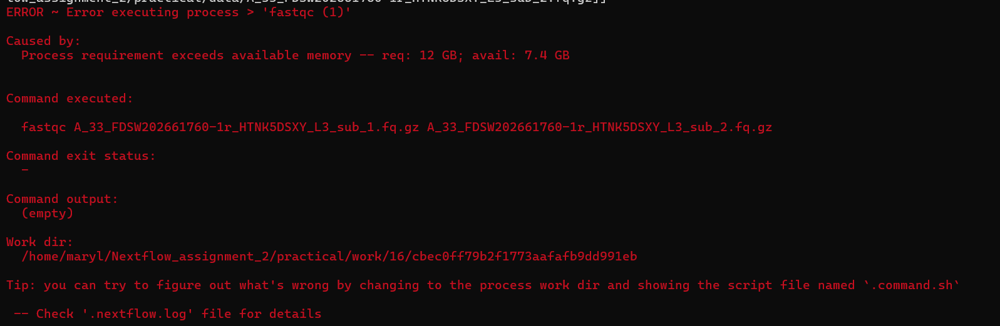 ERROR ~ Error executing process > 'fastqc (1)'
Caused by:
Process requirement exceeds available memory -- req: 12 GB; avail: 7.4 GB
Command executed:
fastqc A_33_FDSW202661760-1r_HTNK5DSXY_L3_sub_1.fq.gz A_33_FDSW202661760-1r_HTNK5DSXY_L3_sub_2.fq.gz
Command exit status:
-
Command output:
(empty)
Work dir:
/home/maryl/Nextflow_assignment_2/practical/work/16/cbec0ff79b2f1773aafafb9dd991eb
Tip: you can try to figure out what's wrong by changing to the process work dir and showing the script file named `.command.sh`
-- Check '.nextflow.log' file for details